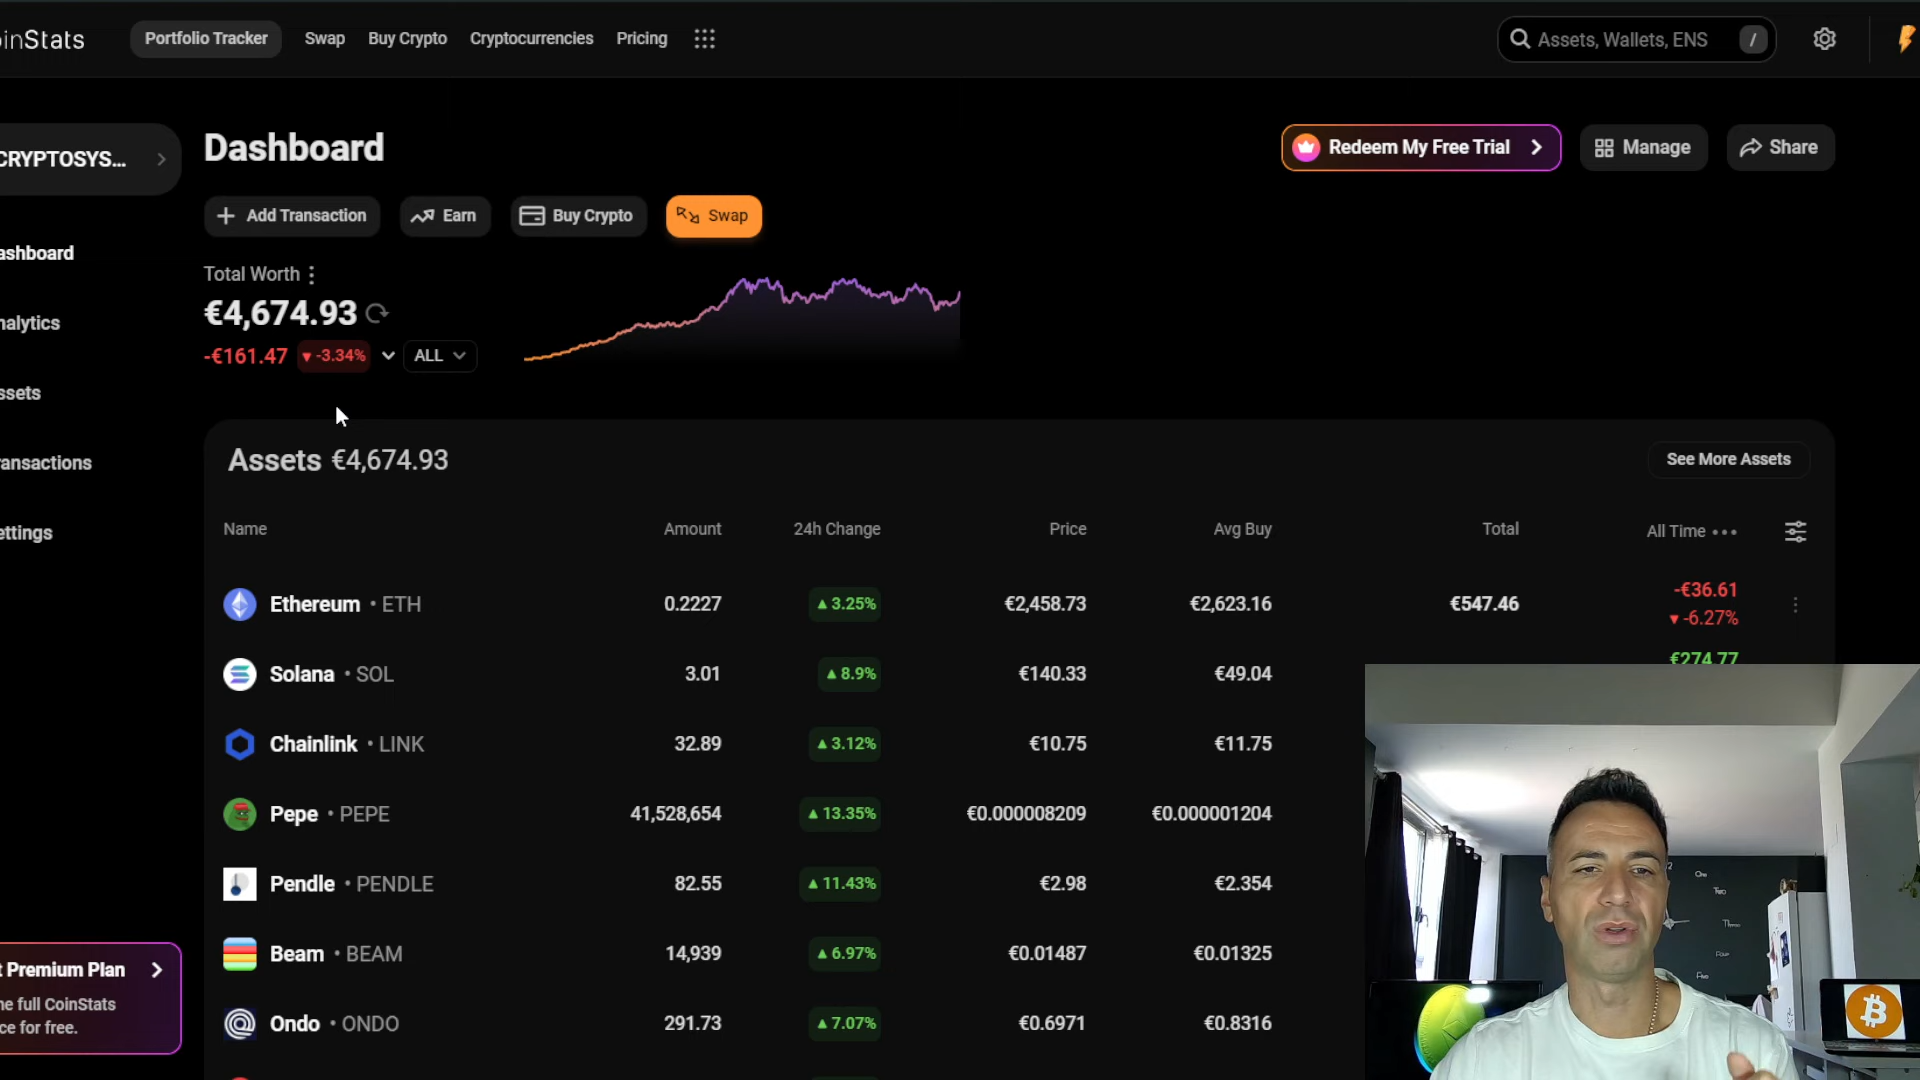 inStats
Portfolio Tracker
Swap
Buy Crypto
Cryptocurrencies
Pricing
Assets, Wallets, ENS
/
CRYPTOSYS...
Dashboard
Redeem My Free Trial
Manage
Share
Add Transaction
Earn
Buy Crypto
Swap
ashboard
nalytics
ssets
ransactions
ettings
Total Worth
€4,674.93
-€161.47 ▼ -3.34%
ALL
Assets €4,674.93
See More Assets
Name Amount 24h Change Price Avg Buy Total All Time
Ethereum • ETH 0.2227 ▲ 3.25% €2,458.73 €2,623.16 €547.46 -€36.61
▼ -6.27%
Solana • SOL 3.01 ▲ 8.9% €140.33 €49.04 €274.77
Chainlink • LINK 32.89 ▲ 3.12% €10.75 €11.75
Pepe • PEPE 41,528,654 ▲ 13.35% €0.000008209 €0.000001204
Pendle • PENDLE 82.55 ▲ 11.43% €2.98 €2.354
Beam • BEAM 14,939 ▲ 6.97% €0.01487 €0.01325
Ondo • ONDO 291.73 ▲ 7.07% €0.6971 €0.8316
t Premium Plan
he full CoinStats
ce for free.
One
Two
Four
Five